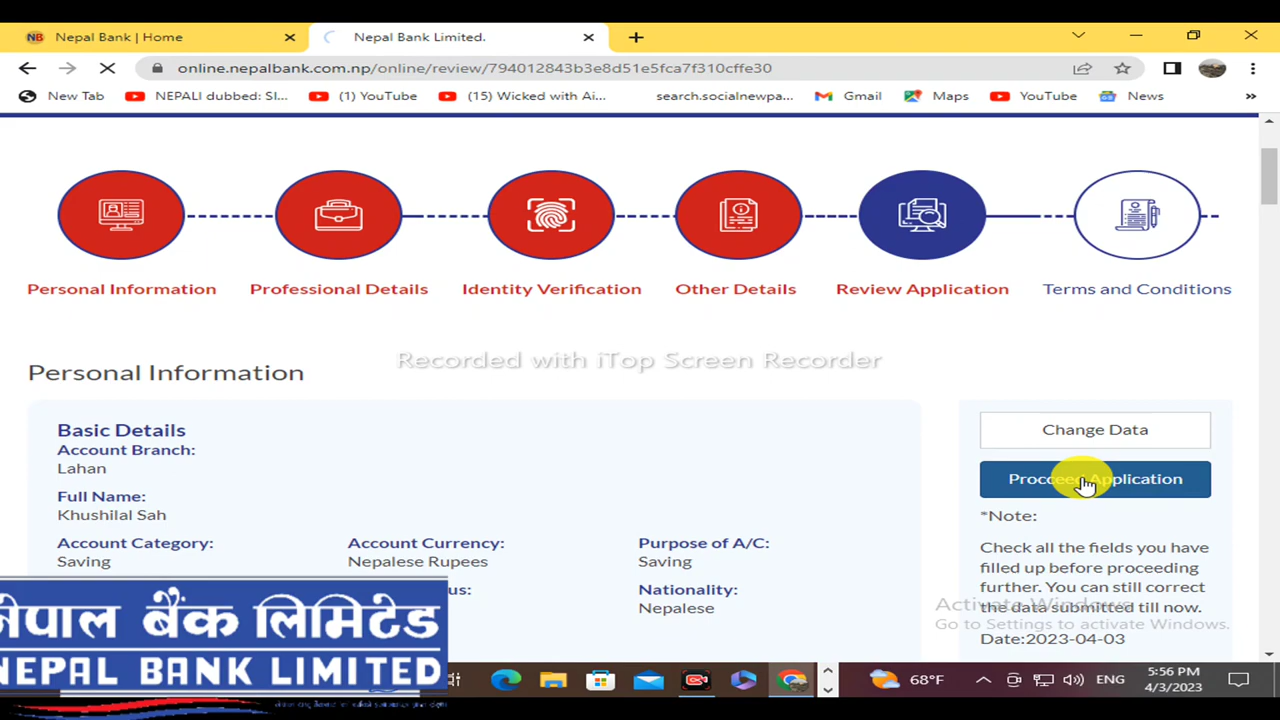 Nepal Bank | Home
Nepal Bank Limited.
online.nepalbank.com.np/online/review/794012843b3e8d51e5fca7f310cffe30
New Tab
NEPALI dubbed: Sl...
(1) YouTube
(15) Wicked with Ai...
search.socialnewpa...
Gmail
Maps
YouTube
News
»
Personal Information
Professional Details
Identity Verification
Other Details
Review Application
Terms and Conditions
Recorded with iTop Screen Recorder
Personal Information
Basic Details
Account Branch:
Lahan
Full Name:
Khushilal Sah
Account Category:
Saving
Account Currency:
Nepalese Rupees
Purpose of A/C:
Saving
Nationality:
Nepalese
Change Data
Procceed Application
*Note:
Check all the fields you have
filled up before proceeding
further. You can still correct
the data submitted till now.
Date:2023-04-03
Activate Windows
Go to Settings to activate Windows.
नेपाल बैंक लिमिटेड
NEPAL BANK LIMITED
68°F
ENG
5:56 PM
4/3/2023